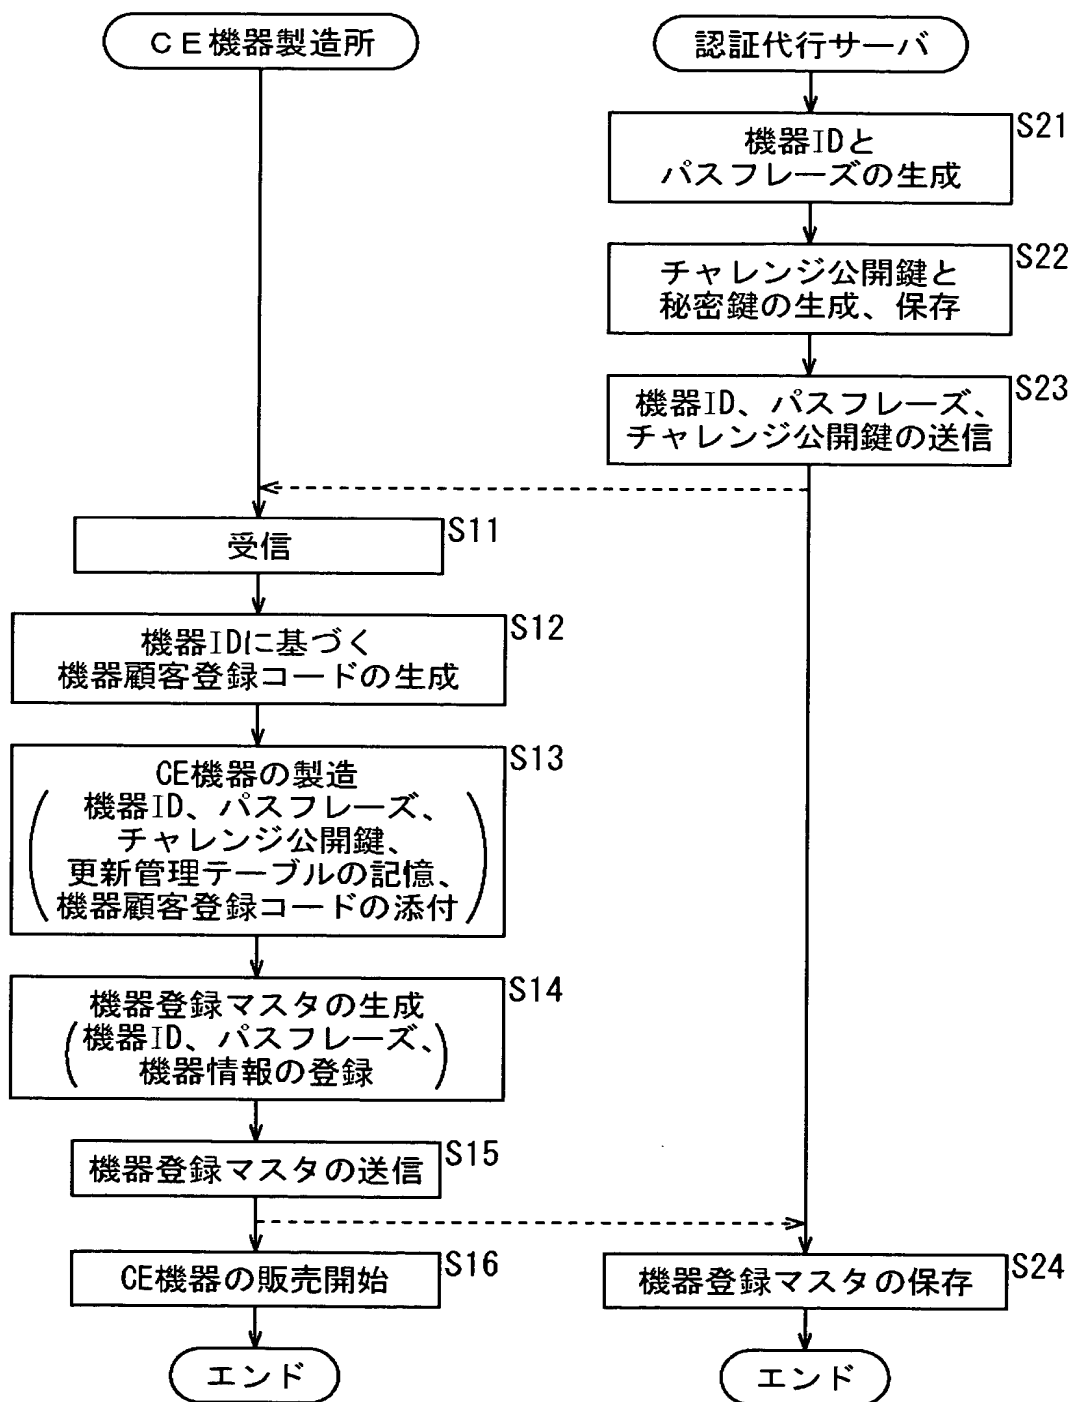 ＣＥ機器製造所
認証代行サーバ
S21
機器IDと
パスフレーズの生成
S22
チャレンジ公開鍵と
秘密鍵の生成、保存
S23
機器ID、パスフレーズ、
チャレンジ公開鍵の送信
S11
受信
S12
機器IDに基づく
機器顧客登録コードの生成
S13
CE機器の製造
機器ID、パスフレーズ、
チャレンジ公開鍵、
更新管理テーブルの記憶、
機器顧客登録コードの添付
S14
機器登録マスタの生成
機器ID、パスフレーズ、
機器情報の登録
S15
機器登録マスタの送信
S16
CE機器の販売開始
S24
機器登録マスタの保存
エンド
エンド